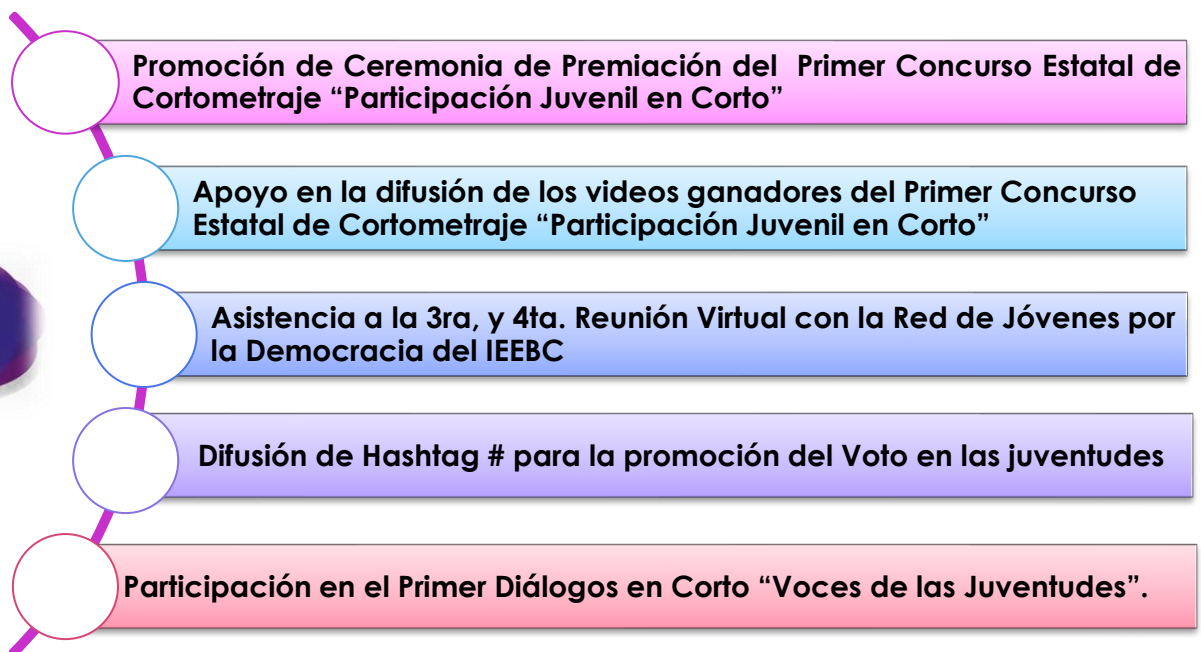 Promoción de Ceremonia de Premiación del Primer Concurso Estatal de
Cortometraje “Participación Juvenil en Corto”
Apoyo en la difusión de los videos ganadores del Primer Concurso
Estatal de Cortometraje “Participación Juvenil en Corto”
Asistencia a la 3ra, y 4ta. Reunión Virtual con la Red de Jóvenes por
la Democracia del IEEBC
Difusión de Hashtag # para la promoción del Voto en las juventudes
Participación en el Primer Diálogos en Corto “Voces de las Juventudes”.